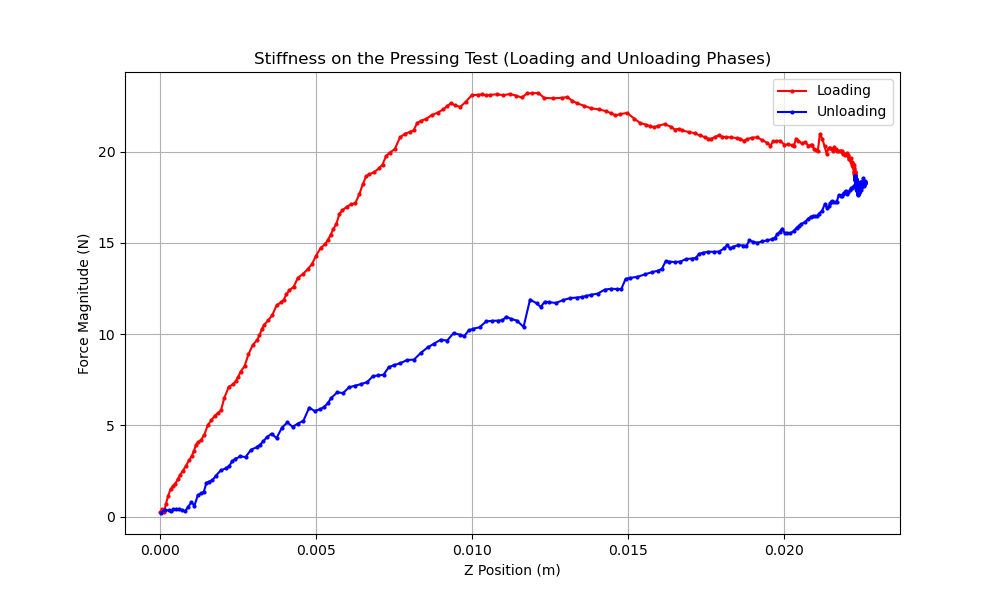 Stiffness on the Pressing Test (Loading and Unloading Phases)
Loading
Unloading
Force Magnitude (N)
20
15
10
5
0
0.000 0.005 0.010 0.015 0.020
Z Position (m)